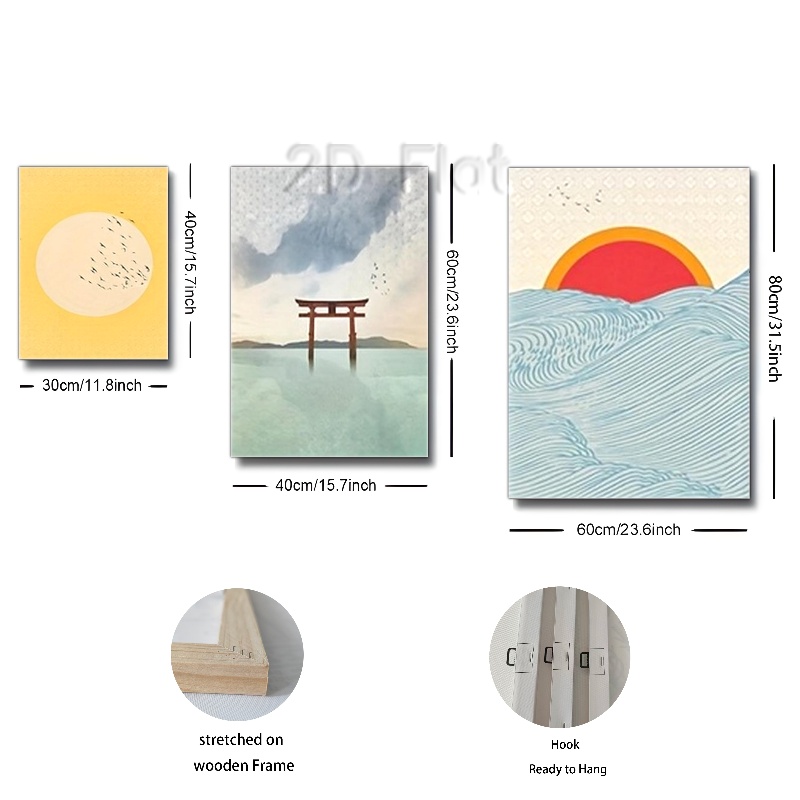 2D Flat
40cm/15.7inch
30cm/11.8inch
60cm/23.6inch
40cm/15.7inch
80cm/31.5inch
60cm/23.6inch
stretched on
wooden Frame
Hook
Ready to Hang